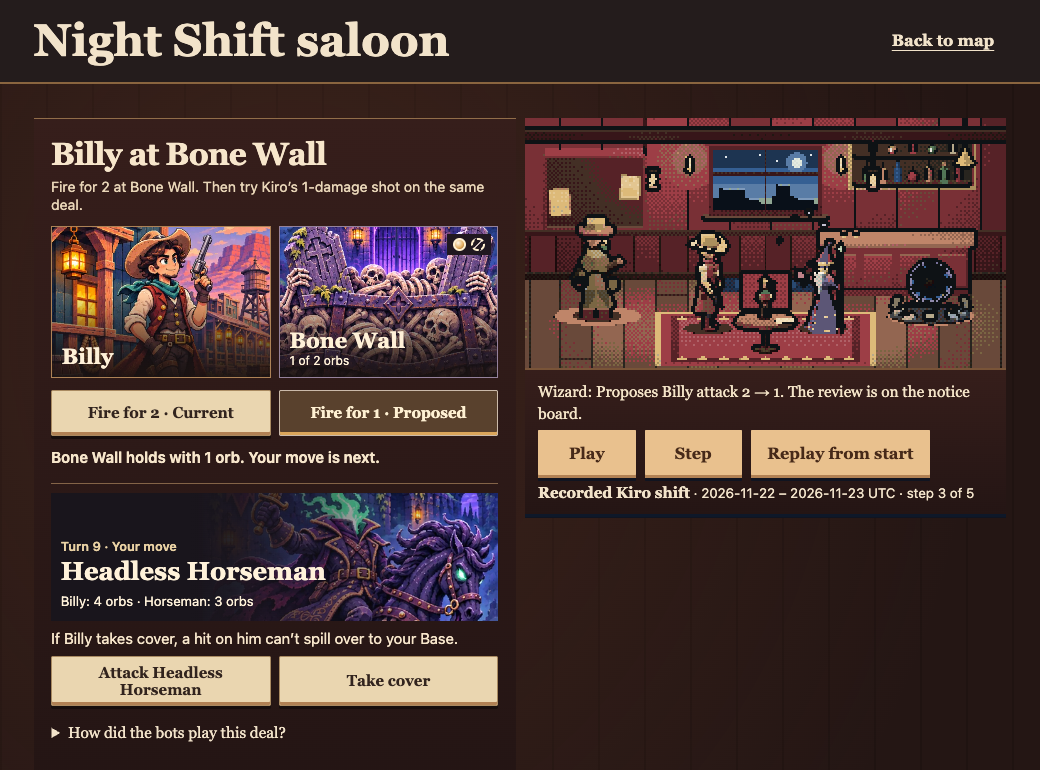 Night Shift saloon
Back to map
Billy at Bone Wall
Fire for 2 at Bone Wall. Then try Kiro’s 1-damage shot on the same
deal.
Billy
Bone Wall
1 of 2 orbs
Fire for 2 · Current
Fire for 1 · Proposed
Bone Wall holds with 1 orb. Your move is next.
Turn 9 · Your move
Headless Horseman
Billy: 4 orbs · Horseman: 3 orbs
If Billy takes cover, a hit on him can’t spill over to your Base.
Attack Headless
Horseman
Take cover
How did the bots play this deal?
Wizard: Proposes Billy attack 2 → 1. The review is on the notice
board.
Play
Step
Replay from start
Recorded Kiro shift · 2026-11-22 – 2026-11-23 UTC · step 3 of 5